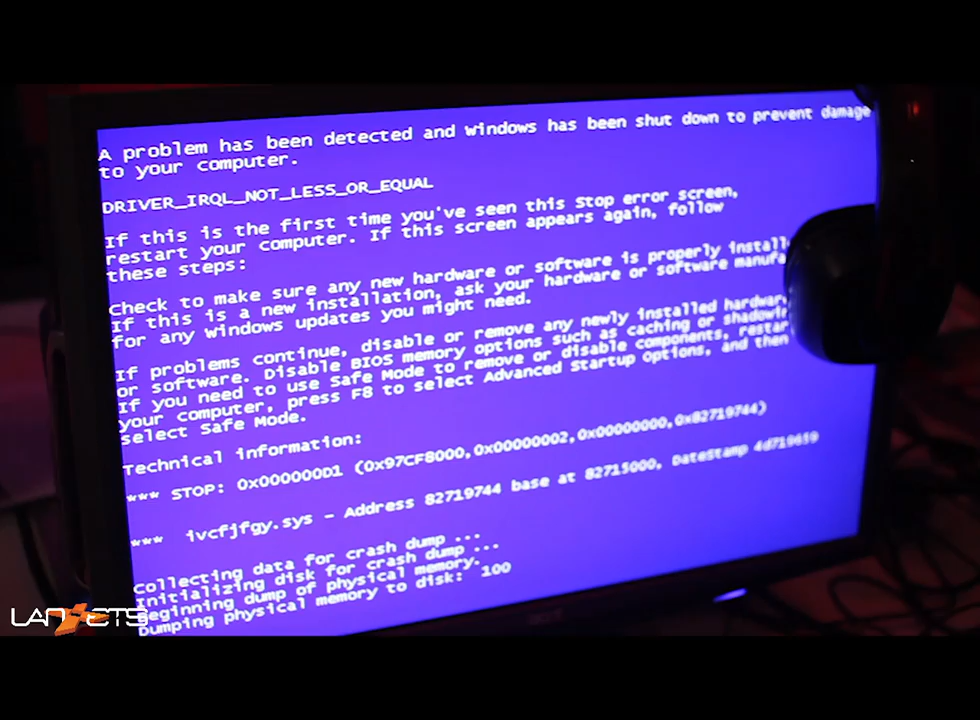 A problem has been detected and Windows has been shut down to prevent damage
to your computer.
DRIVER_IRQL_NOT_LESS_OR_EQUAL
If this is the first time you've seen this Stop error screen,
restart your computer. If this screen appears again, follow
these steps:
Check to make sure any new hardware or software is properly install
If this is a new installation, ask your hardware or software manufa
for any Windows updates you might need.
If problems continue, disable or remove any newly installed hardwar
or software. Disable BIOS memory options such as caching or shadowin
If you need to use Safe Mode to remove or disable components, restar
your computer, press F8 to select Advanced Startup Options, and then
select Safe Mode.
Technical information:
*** STOP: 0x000000D1 (0x97CF8000,0x00000002,0x00000000,0x82719744)
*** ivcfjfgy.sys - Address 82719744 base at 82715000, DateStamp 4d719659
Collecting data for crash dump ...
Initializing disk for crash dump ...
Beginning dump of physical memory.
Dumping physical memory to disk: 100